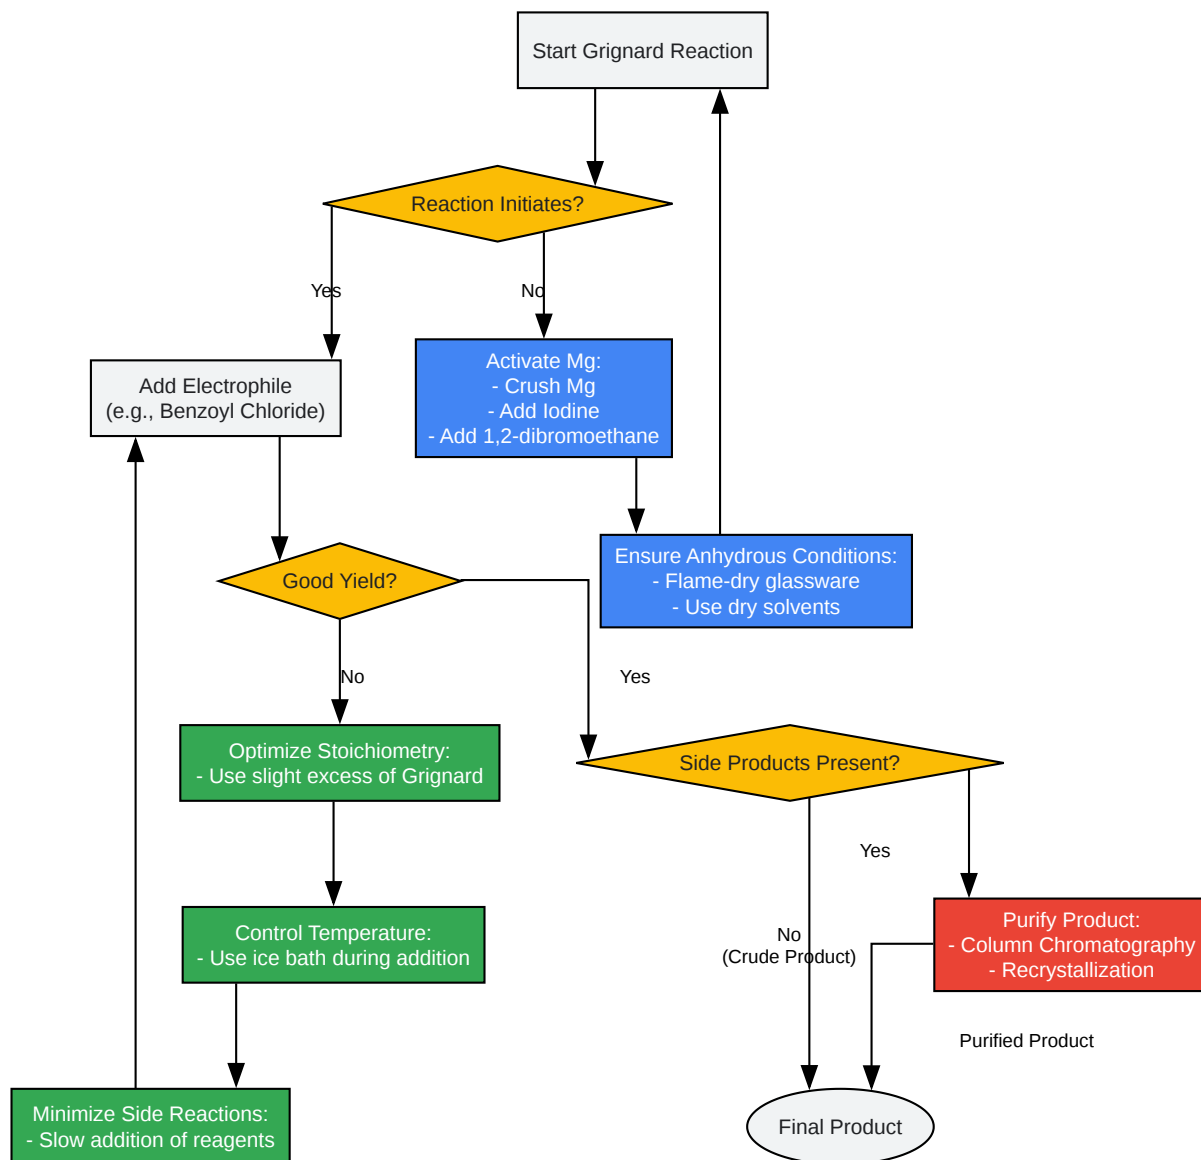 Start Grignard Reaction
Reaction Initiates?
Yes
No
Activate Mg:
- Crush Mg
- Add Iodine
- Add 1,2-dibromoethane
Add Electrophile
(e.g., Benzoyl Chloride)
Ensure Anhydrous Conditions:
- Flame-dry glassware
- Use dry solvents
Good Yield?
No
Yes
Optimize Stoichiometry:
- Use slight excess of Grignard
Side Products Present?
Yes
No
(Crude Product)
Control Temperature:
- Use ice bath during addition
Purify Product:
- Column Chromatography
- Recrystallization
Purified Product
Minimize Side Reactions:
- Slow addition of reagents
Final Product